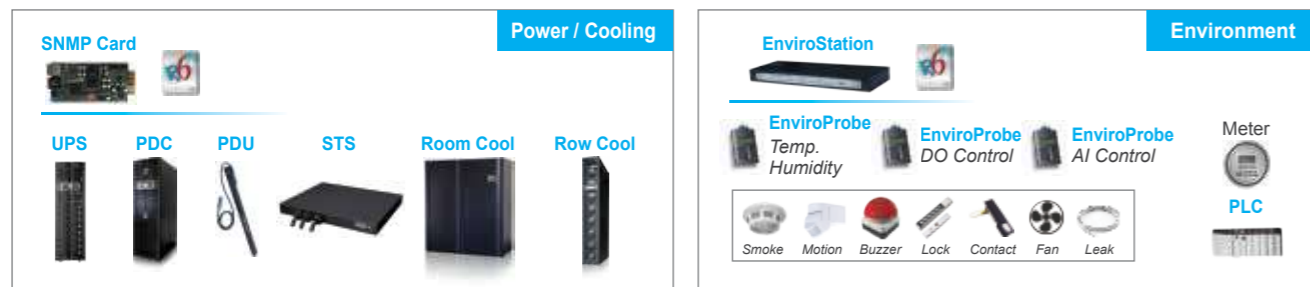 Power / Cooling
SNMP Card
UPS
PDC
PDU
STS
Room Cool
Row Cool
Environment
EnviroStation
EnviroProbe
Temp.
Humidity
EnviroProbe
DO Control
EnviroProbe
AI Control
Meter
PLC
Smoke
Motion
Buzzer
Lock
Contact
Fan
Leak